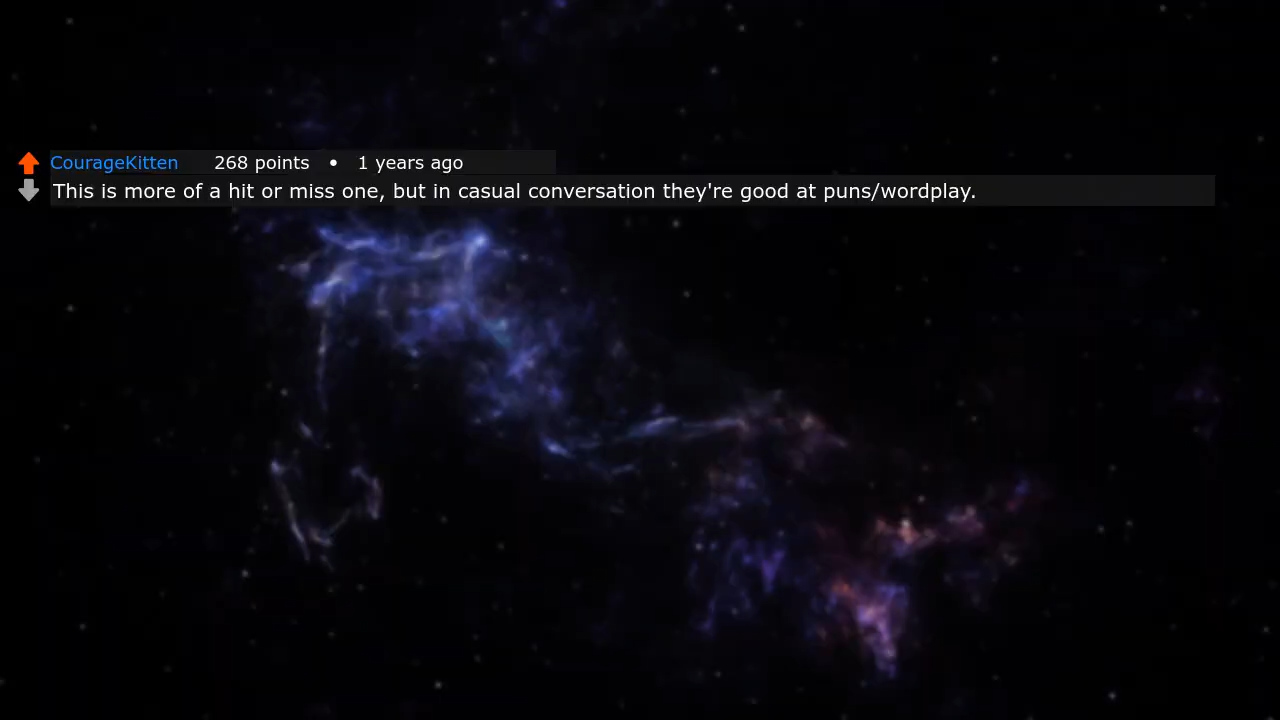 CourageKitten 268 points • 1 years ago
This is more of a hit or miss one, but in casual conversation they're good at puns/wordplay.